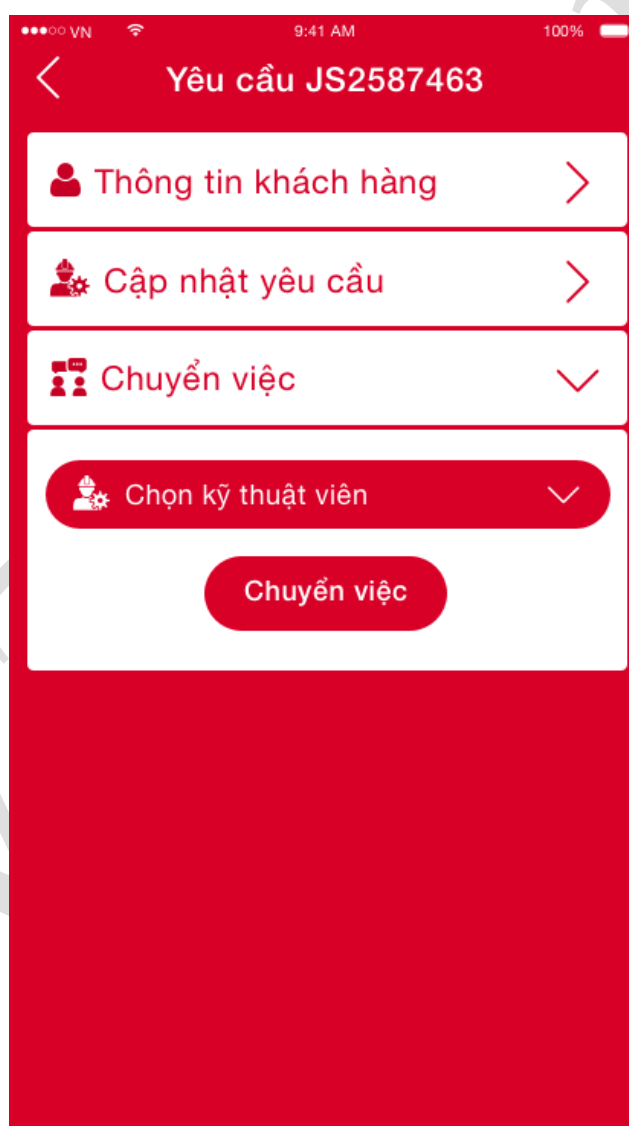 VN 9:41 AM 100%
Yêu cầu JS2587463
Thông tin khách hàng
Cập nhật yêu cầu
Chuyển việc
Chọn kỹ thuật viên
Chuyển việc